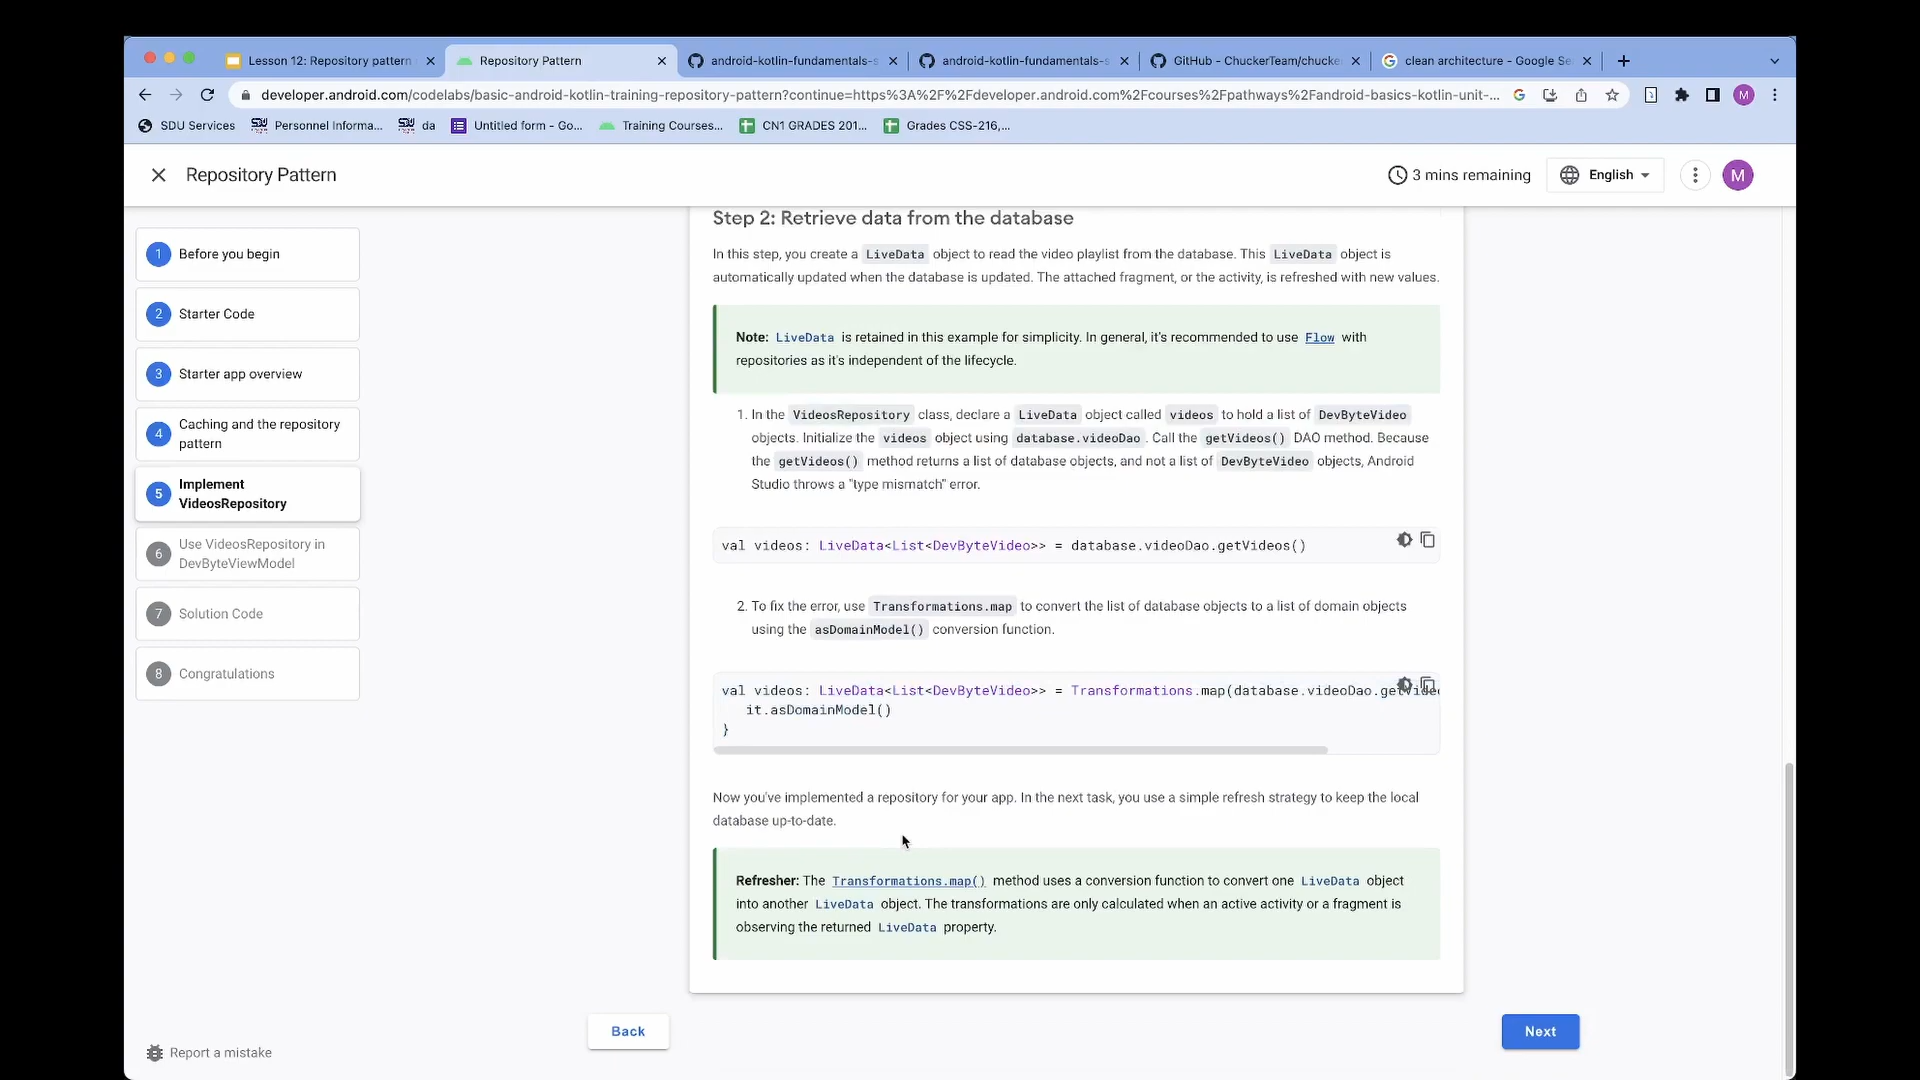 Lesson 12: Repository pattern
Repository Pattern
android-kotlin-fundamentals-s
android-kotlin-fundamentals-s
GitHub - ChuckerTeam/chucke
clean architecture - Google Se
developer.android.com/codelabs/basic-android-kotlin-training-repository-pattern?continue=https%3A%2F%2Fdeveloper.android.com%2Fcourses%2Fpathways%2Fandroid-basics-kotlin-unit-...
M
SDU Services
Personnel Informa...
da
Untitled form - Go...
Training Courses...
CN1 GRADES 201...
Grades CSS-216,...
Repository Pattern
3 mins remaining
English
M
1 Before you begin
2 Starter Code
3 Starter app overview
4 Caching and the repository
pattern
5 Implement
VideosRepository
6 Use VideosRepository in
DevByteViewModel
7 Solution Code
8 Congratulations
Step 2: Retrieve data from the database
In this step, you create a LiveData object to read the video playlist from the database. This LiveData object is
automatically updated when the database is updated. The attached fragment, or the activity, is refreshed with new values.
Note: LiveData is retained in this example for simplicity. In general, it's recommended to use Flow with
repositories as it's independent of the lifecycle.
1. In the VideosRepository class, declare a LiveData object called videos to hold a list of DevByteVideo
objects. Initialize the videos object using database.videoDao. Call the getVideos() DAO method. Because
the getVideos() method returns a list of database objects, and not a list of DevByteVideo objects, Android
Studio throws a "type mismatch" error.
val videos: LiveData<List<DevByteVideo>> = database.videoDao.getVideos()
2. To fix the error, use Transformations.map to convert the list of database objects to a list of domain objects
using the asDomainModel() conversion function.
val videos: LiveData<List<DevByteVideo>> = Transformations.map(database.videoDao.getVide
it.asDomainModel()
}
Now you've implemented a repository for your app. In the next task, you use a simple refresh strategy to keep the local
database up-to-date.
Refresher: The Transformations.map() method uses a conversion function to convert one LiveData object
into another LiveData object. The transformations are only calculated when an active activity or a fragment is
observing the returned LiveData property.
Back
Next
Report a mistake